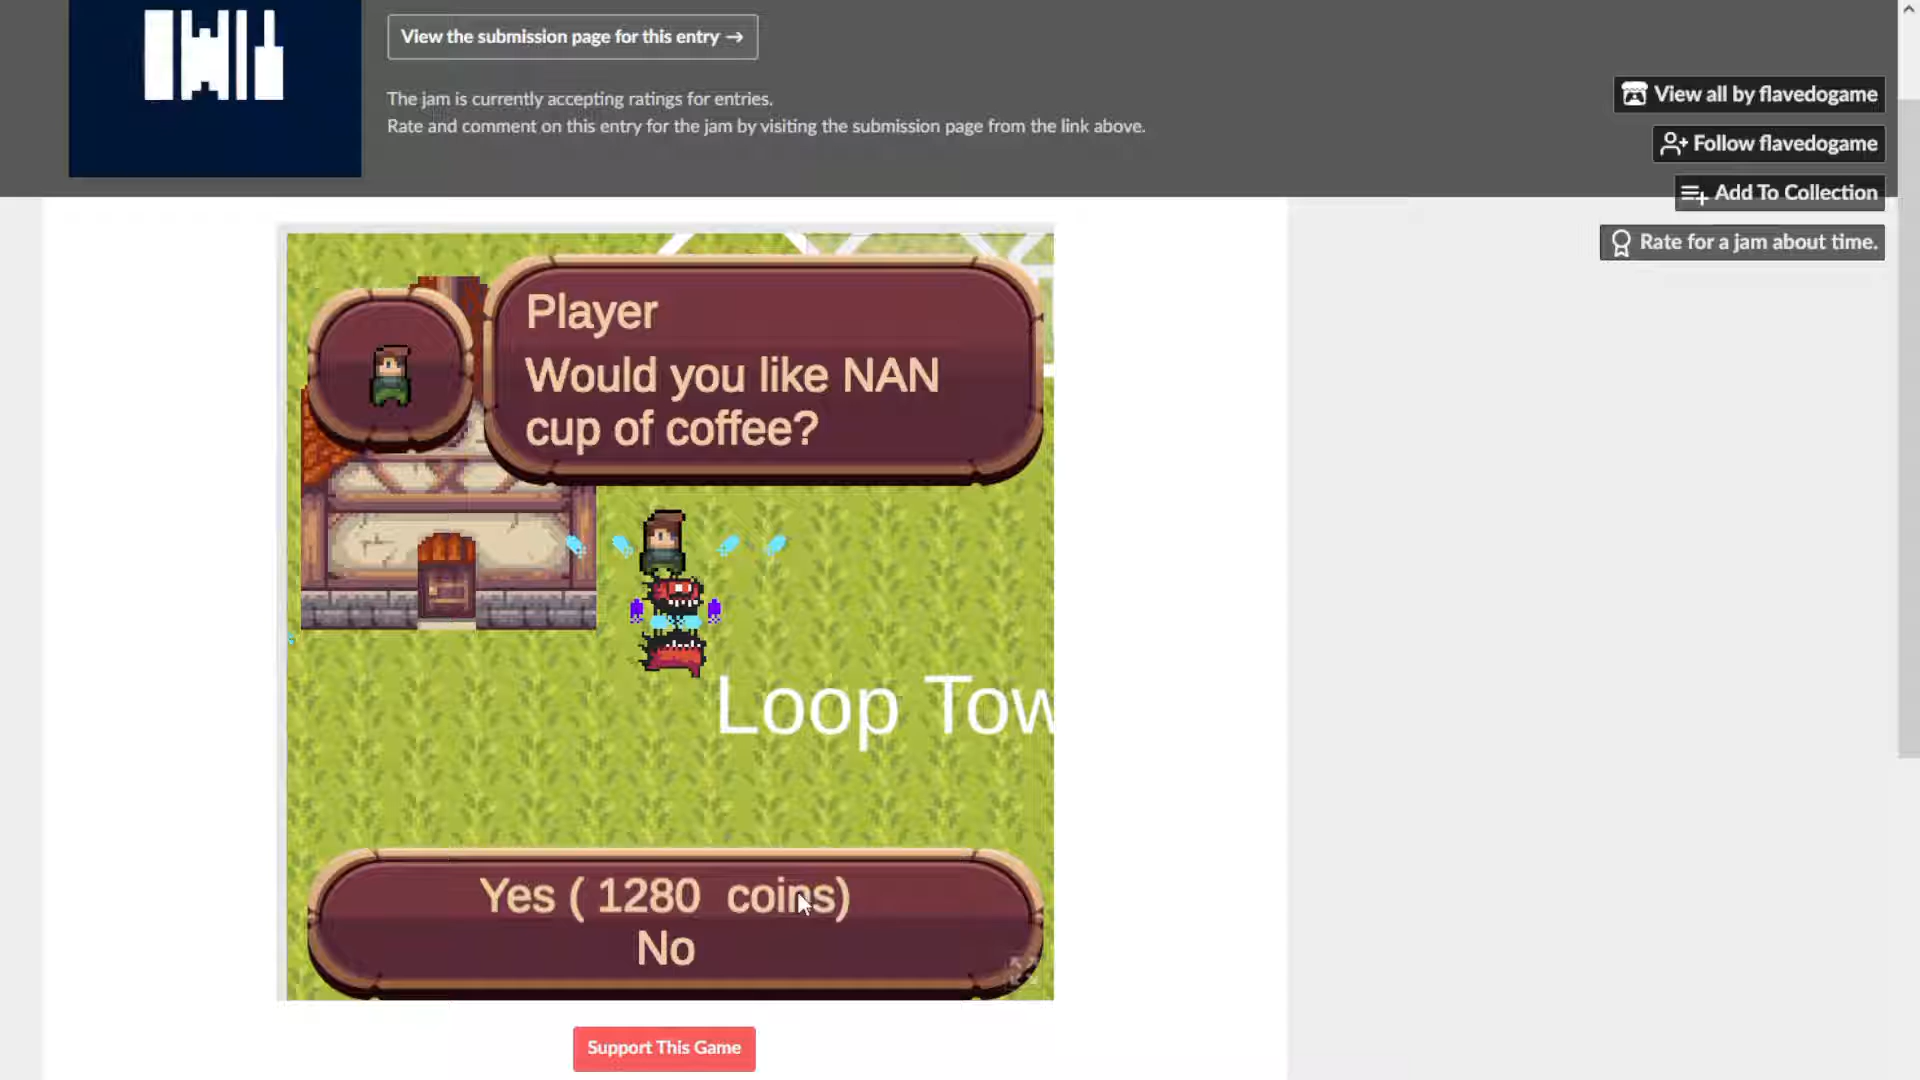 View the submission page for this entry →
The jam is currently accepting ratings for entries.
Rate and comment on this entry for the jam by visiting the submission page from the link above.
View all by flavedogame
Follow flavedogame
Add To Collection
Rate for a jam about time.
Player
Would you like NAN
cup of coffee?
Loop Tow
Yes ( 1280 coins)
No
Support This Game